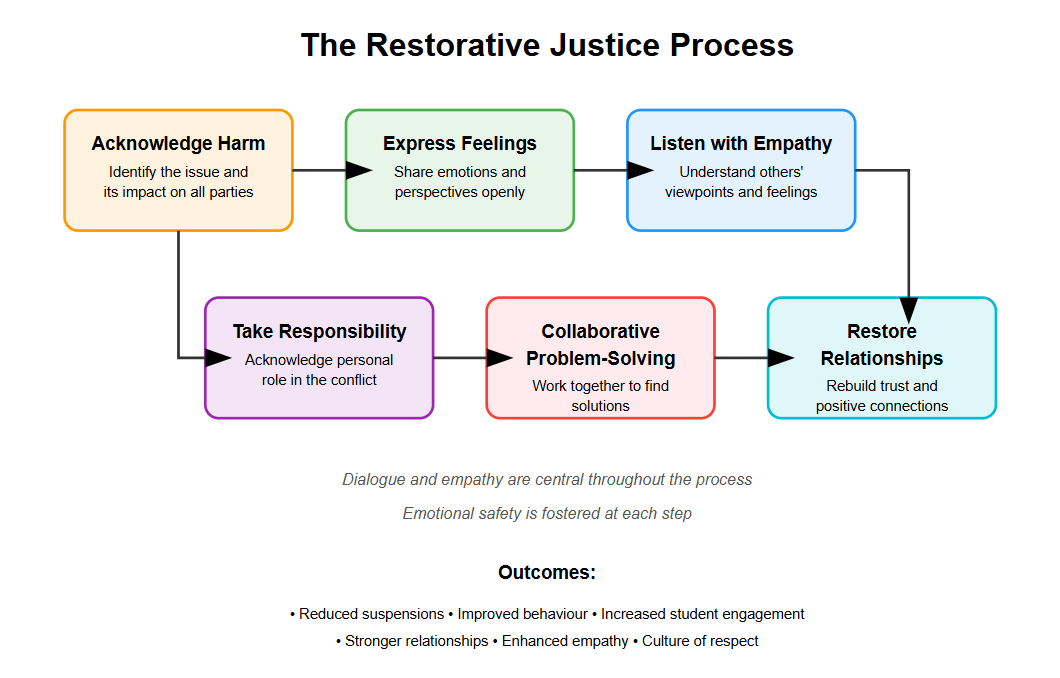 The Restorative Justice Process
Acknowledge Harm
Identify the issue and
its impact on all parties
Express Feelings
Share emotions and
perspectives openly
Listen with Empathy
Understand others'
viewpoints and feelings
Take Responsibility
Acknowledge personal
role in the conflict
Collaborative
Problem-Solving
Work together to find
solutions
Restore
Relationships
Rebuild trust and
positive connections
Dialogue and empathy are central throughout the process
Emotional safety is fostered at each step
Outcomes:
• Reduced suspensions • Improved behaviour • Increased student engagement
• Stronger relationships • Enhanced empathy • Culture of respect